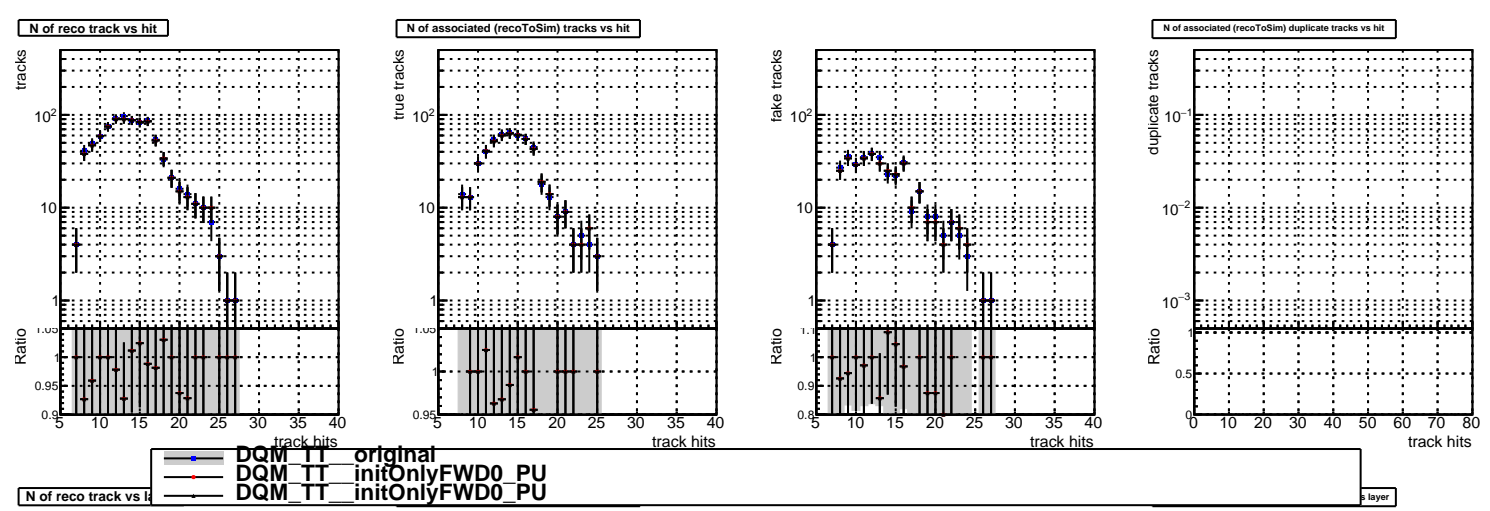 N of reco track vs hit
N of associated (recoToSim) tracks vs hit
N of associated (recoToSim) duplicate tracks vs hit
tracks
10²
10
1
Ratio
1.05
1
0.95
0.9
5 10 15 20 25 30 35 40
track hits
true tracks
10²
10
1
Ratio
1.05
1
0.95
5 10 15 20 25 30 35 40
track hits
fake tracks
10²
10
1
Ratio
1.1
1
0.9
0.8
5 10 15 20 25 30 35 40
track hits
duplicate tracks
10⁻¹
10⁻²
10⁻³
Ratio
1
0.5
0
0 10 20 30 40 50 60 70 80
track hits
DQM_TT__original
DQM_TT__initOnlyFWD0_PU
DQM_TT__initOnlyFWD0_PU
N of reco track vs la
s layer